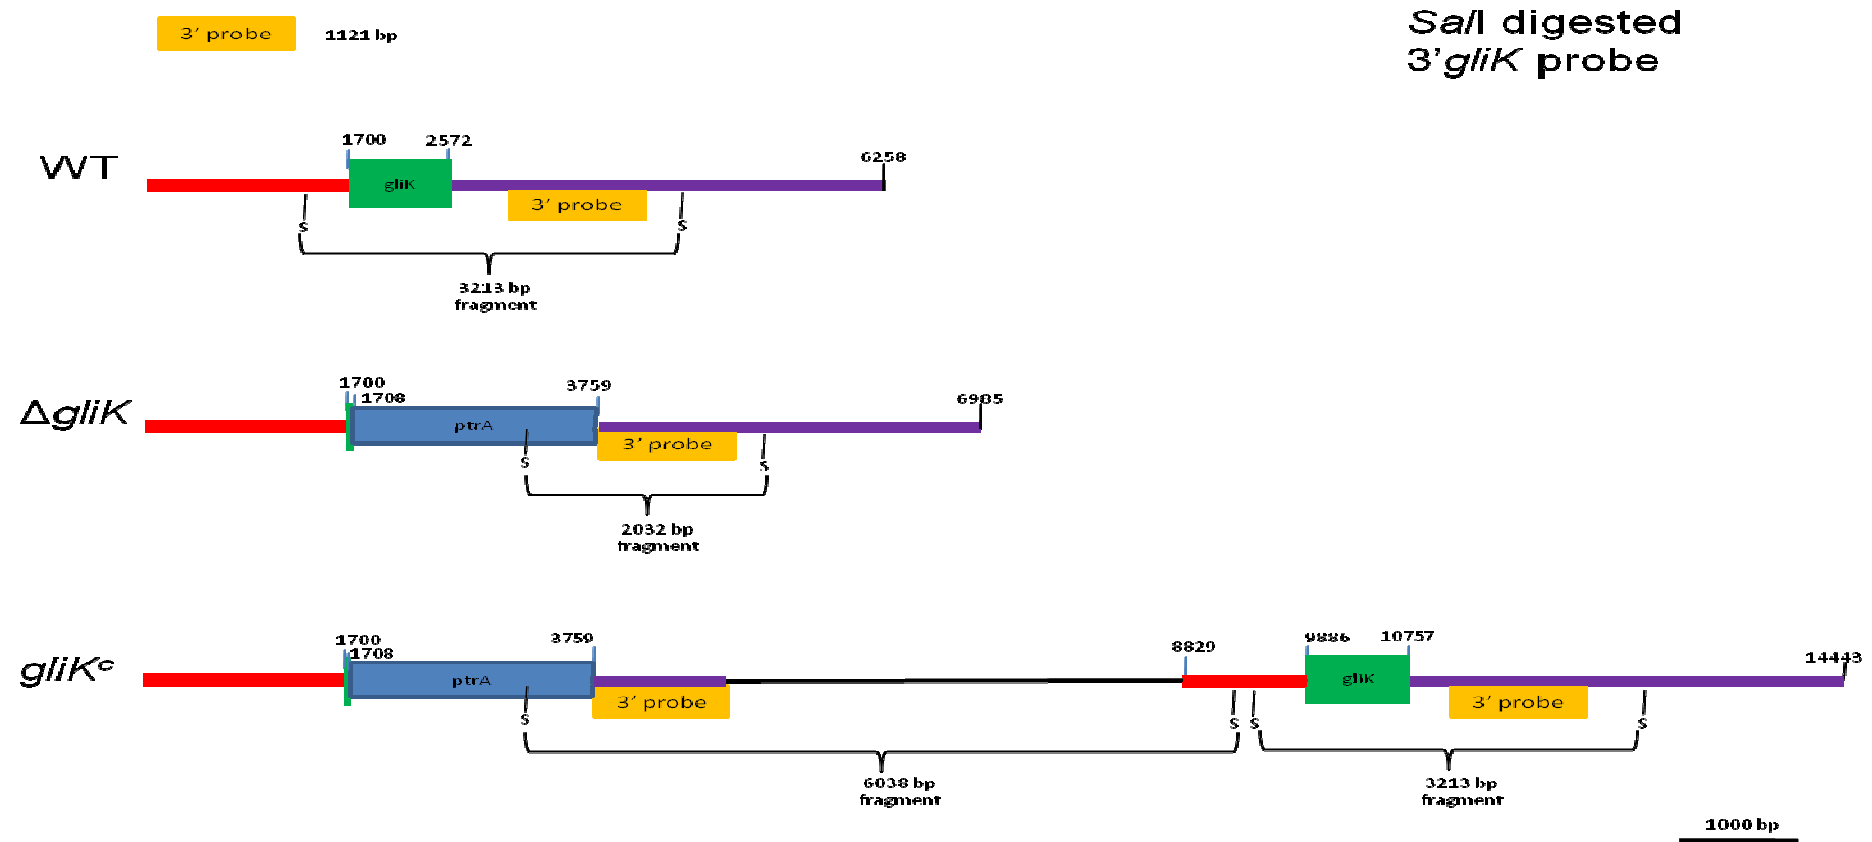 3' probe 1121 bp
SalI digested
3'gliK probe
WT
1700 2572 6258
gliK
3' probe
S S
3213 bp
fragment
ΔgliK
1700 1708 3759 6985
ptrA
3' probe
S S
2032 bp
fragment
gliKᶜ
1700 1708 3759 8829 9886 10757 14443
ptrA gliK
3' probe 3' probe
S S S S
6038 bp 3213 bp
fragment fragment
1000 bp